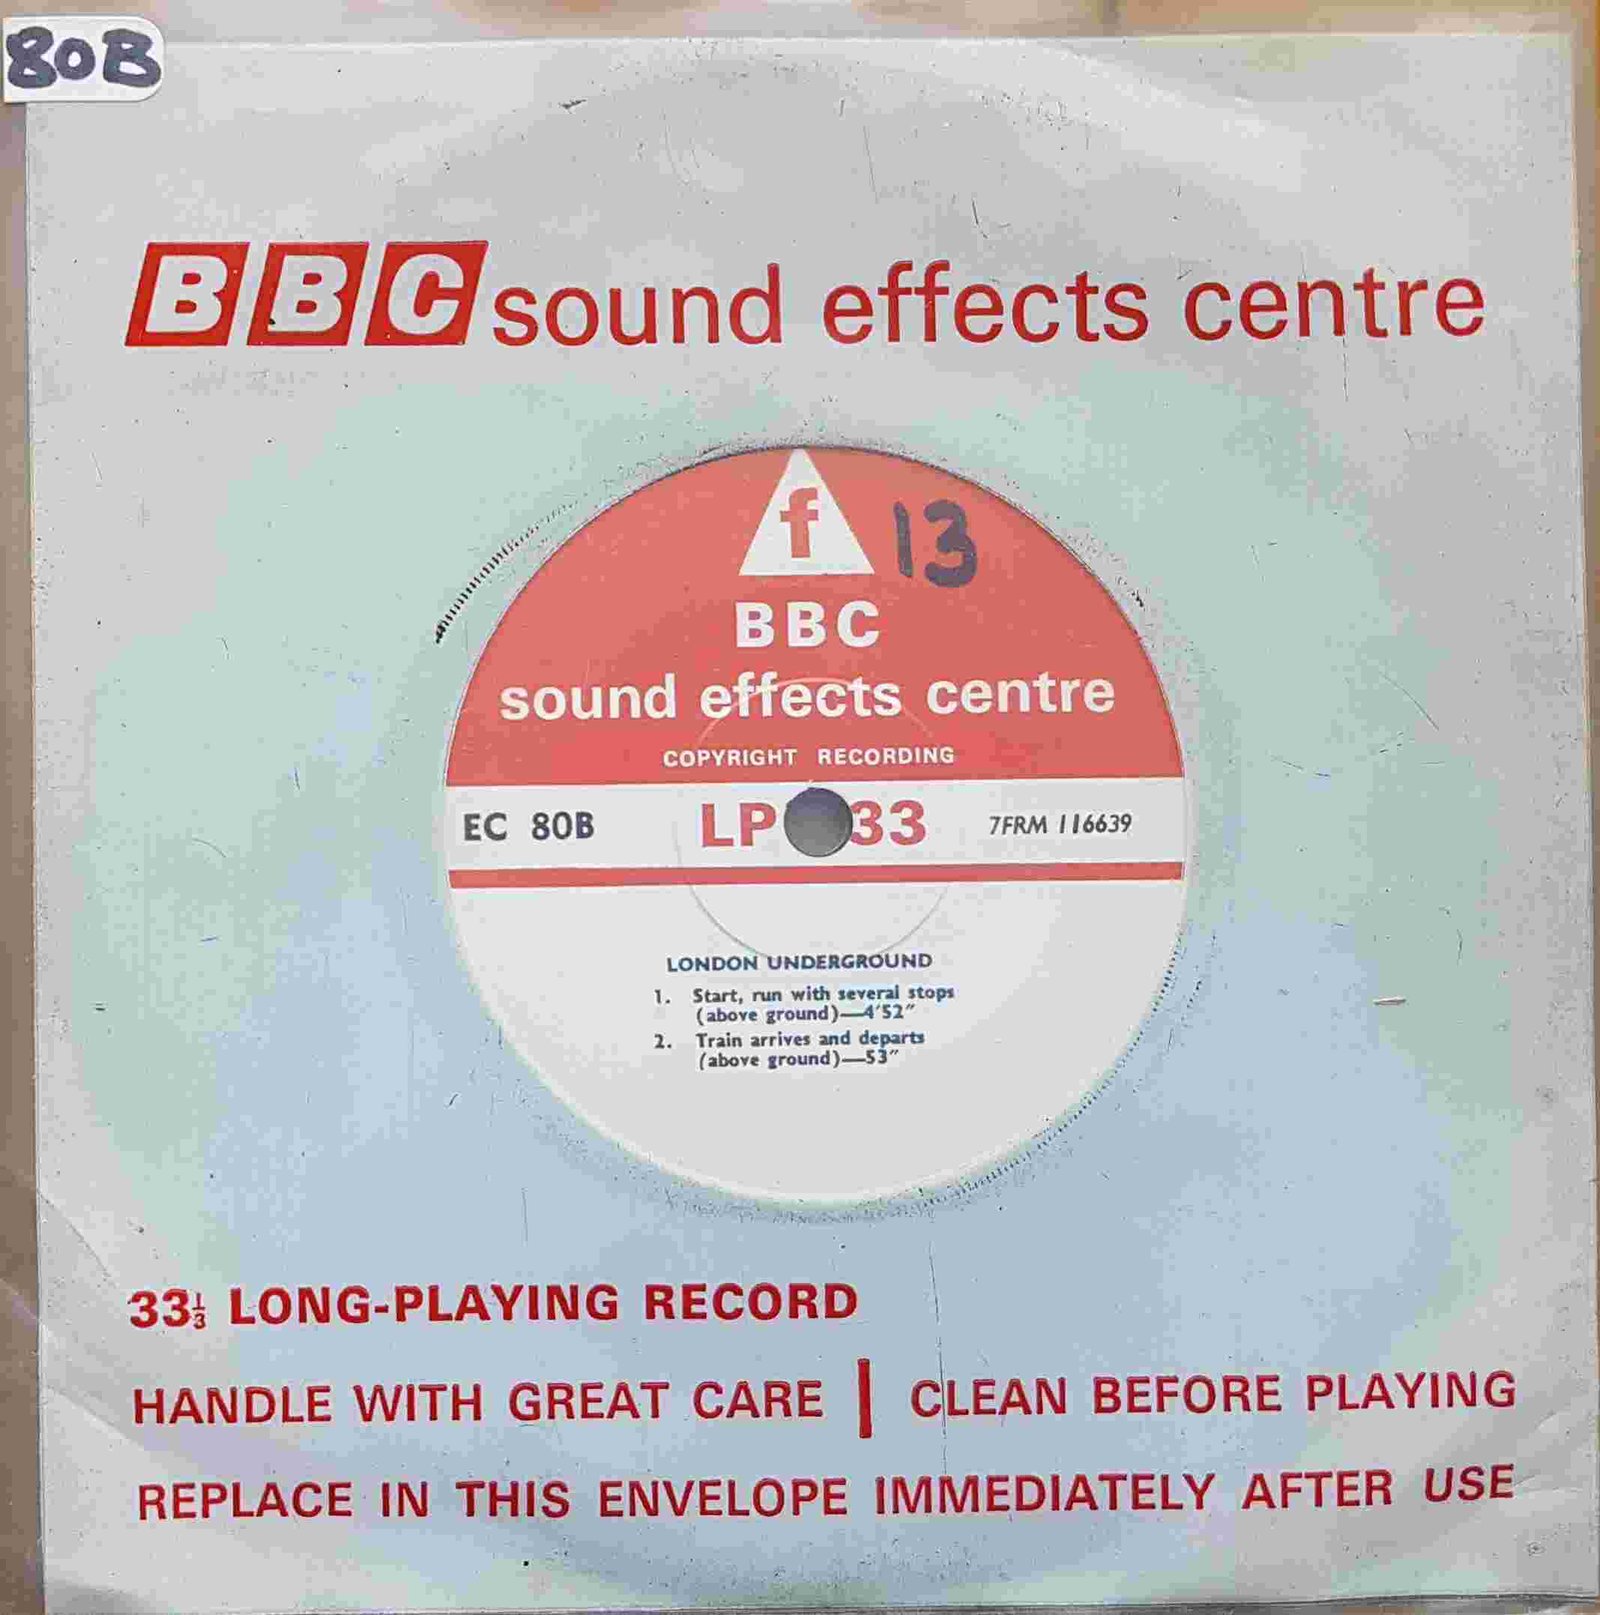 80B
BBC sound effects centre
f 13
BBC
sound effects centre
COPYRIGHT RECORDING
EC 80B LP 33 7FRM 116639
LONDON UNDERGROUND
1. Start, run with several stops
(above ground)—4'52"
2. Train arrives and departs
(above ground)—53"
33⅓ LONG-PLAYING RECORD
HANDLE WITH GREAT CARE | CLEAN BEFORE PLAYING
REPLACE IN THIS ENVELOPE IMMEDIATELY AFTER USE